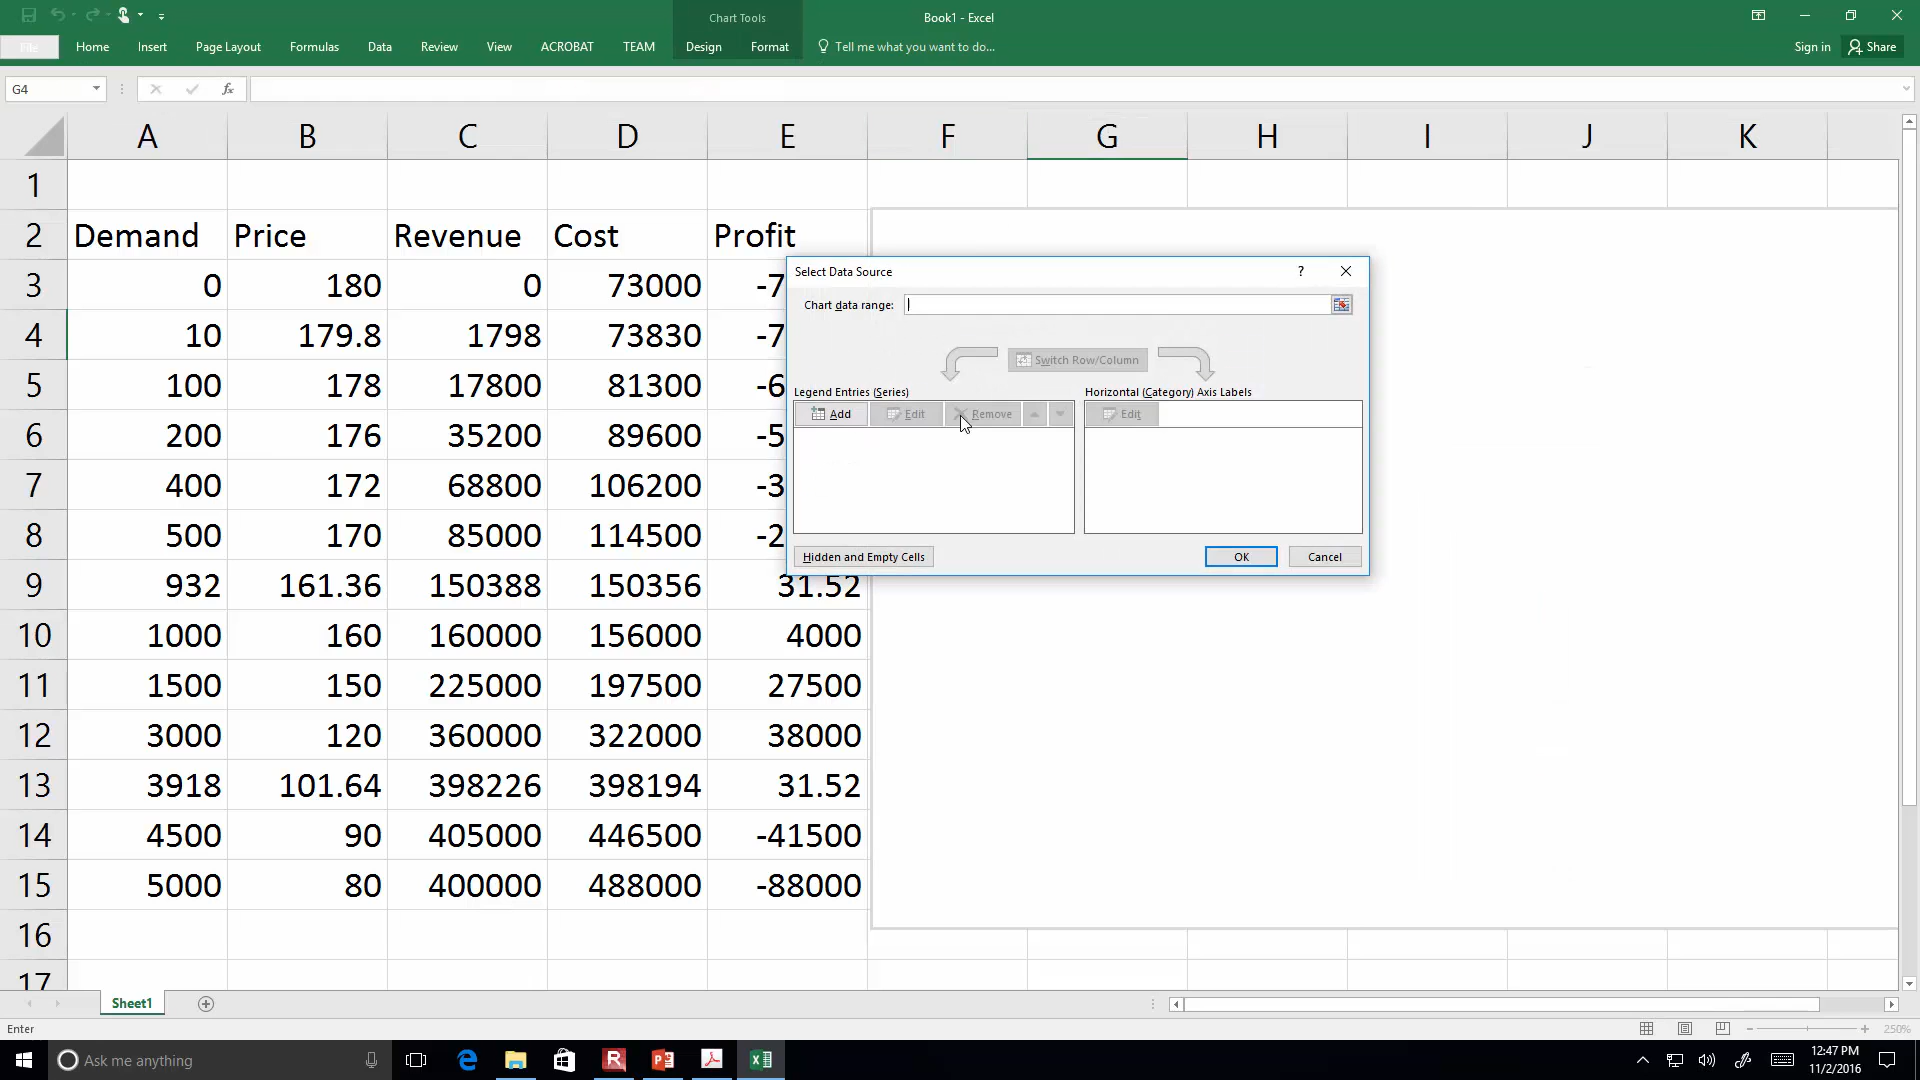 Chart Tools
Book1 - Excel
File Home Insert Page Layout Formulas Data Review View ACROBAT TEAM Design Format Tell me what you want to do... Sign in Share
G4 fx
A B C D E F G H I J K
1
2 Demand Price Revenue Cost Profit
3 0 180 0 73000 -7
4 10 179.8 1798 73830 -7
5 100 178 17800 81300 -6
6 200 176 35200 89600 -5
7 400 172 68800 106200 -3
8 500 170 85000 114500 -2
9 932 161.36 150388 150356 31.52
10 1000 160 160000 156000 4000
11 1500 150 225000 197500 27500
12 3000 120 360000 322000 38000
13 3918 101.64 398226 398194 31.52
14 4500 90 405000 446500 -41500
15 5000 80 400000 488000 -88000
16
17
Select Data Source ?
Chart data range:
Switch Row/Column
Legend Entries (Series) Horizontal (Category) Axis Labels
Add Edit Remove Edit
Hidden and Empty Cells OK Cancel
Sheet1
Enter 250%
Ask me anything
12:47 PM
11/2/2016